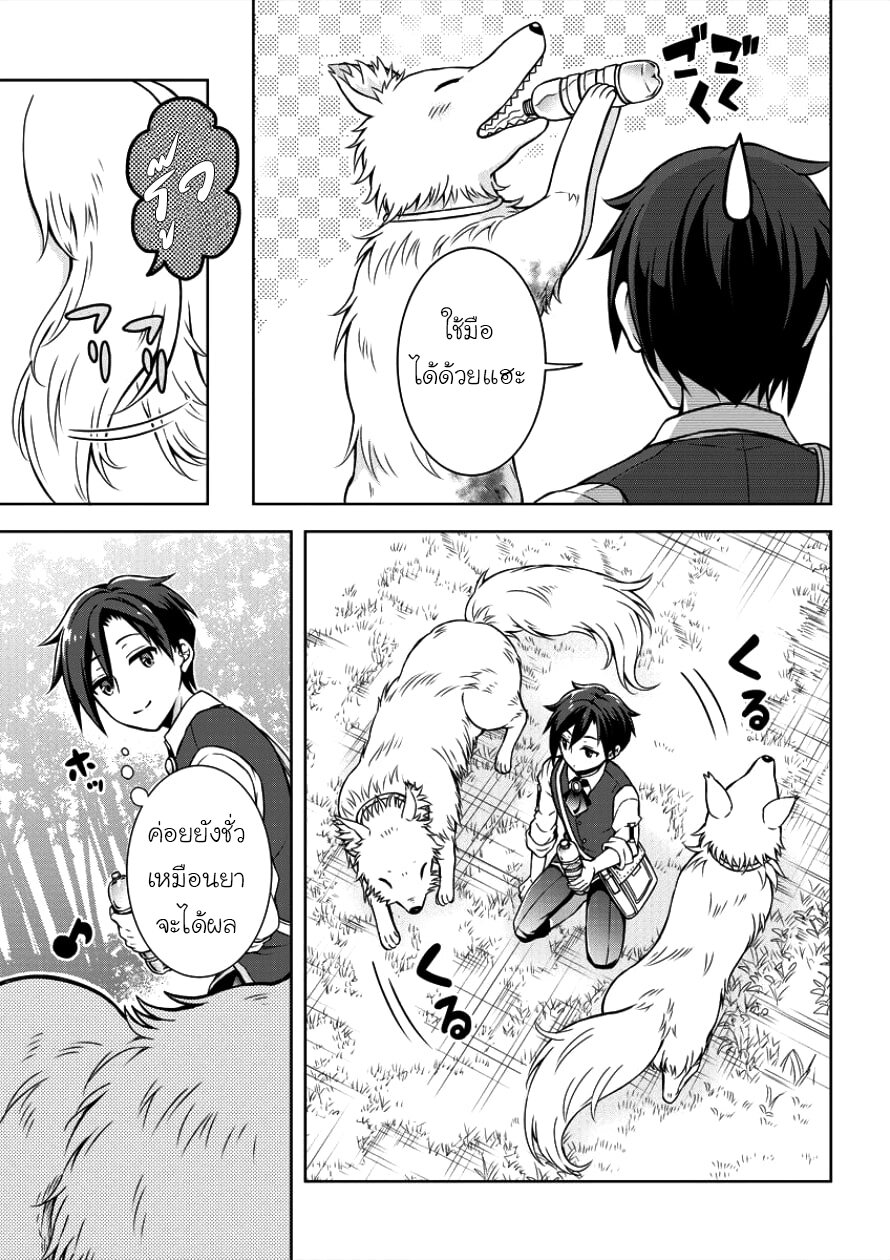 ごくごく
ใช้มือ
ได้ด้วยแฮะ
くる
くる
ホッ
ค่อยยังชั่ว
เหมือนยา
จะได้ผล